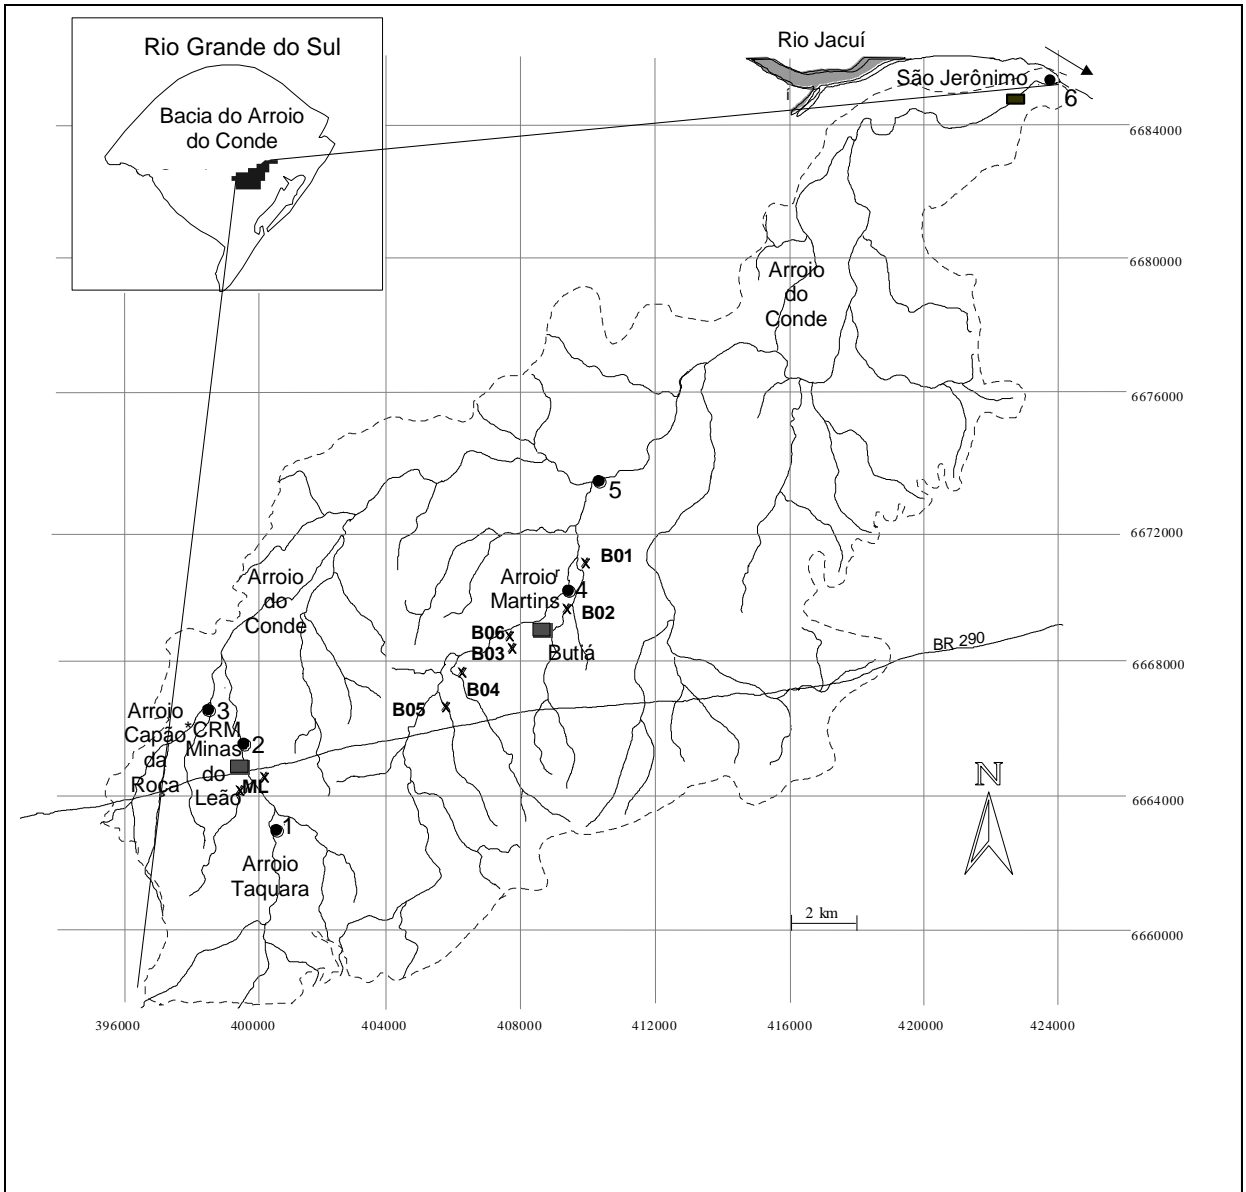 Rio Grande do Sul
Bacia do Arroio
do Conde
Rio Jacuí
í
São Jerônimo
6
6684000
6680000
Arroio
do
Conde
6676000
5
6672000
B01
Arroio
Martins
r
4
B02
Arroio
do
Conde
B06
B03
Butiá
BR 290
6668000
B04
B05
Arroio
Capão
da
Roça
3
*CRM
2
Minas
do
Leão
ML
6664000
1
Arroio
Taquara
N
2 km
6660000
396000
400000
404000
408000
412000
416000
420000
424000